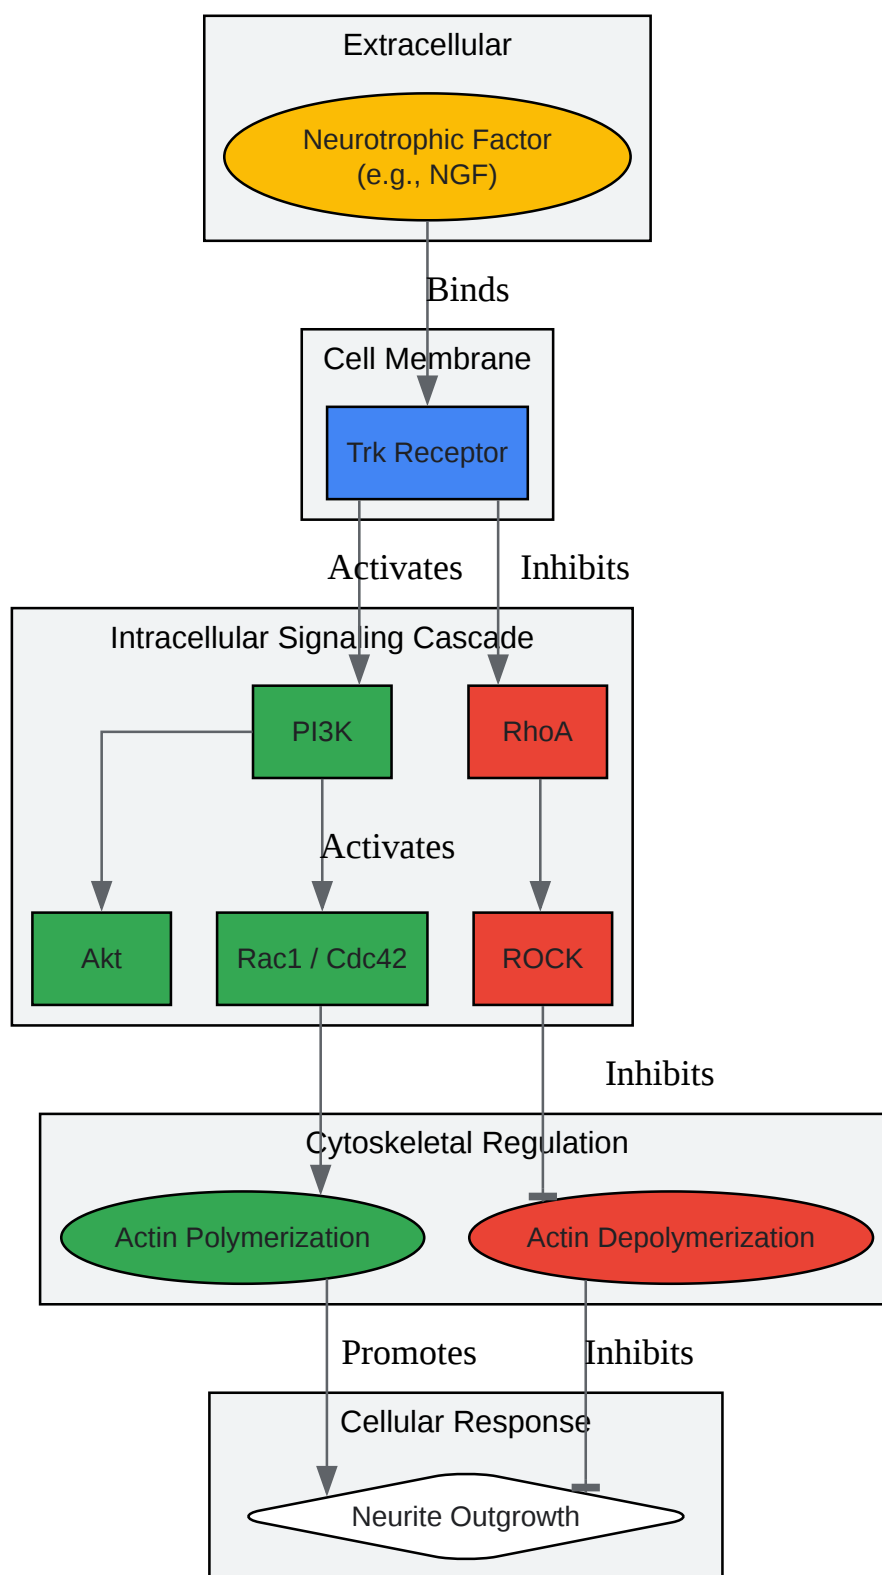 Extracellular
Neurotrophic Factor
(e.g., NGF)
Binds
Cell Membrane
Trk Receptor
Activates
Inhibits
Intracellular Signaling Cascade
PI3K
RhoA
Activates
Akt
Rac1 / Cdc42
ROCK
Inhibits
Cytoskeletal Regulation
Actin Polymerization
Actin Depolymerization
Promotes
Inhibits
Cellular Response
Neurite Outgrowth